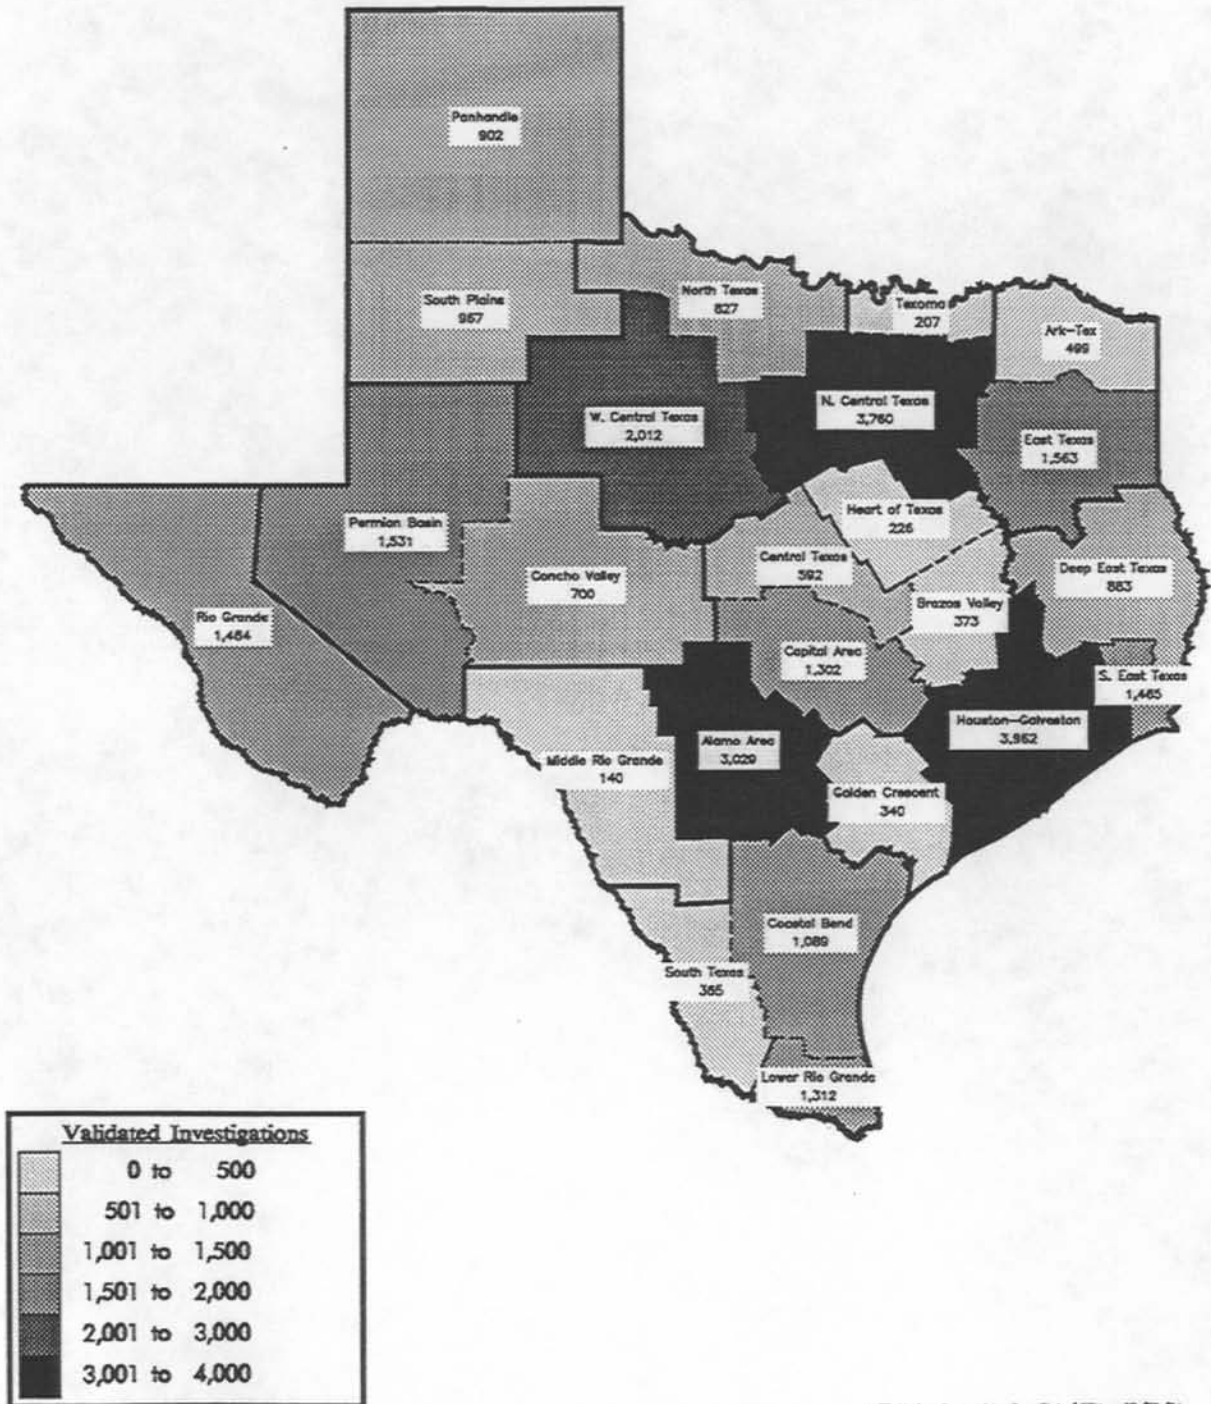 Panhandle
902
South Plains
967
North Texas
827
Texoma
207
Ark-Tex
499
W. Central Texas
2,012
N. Central Texas
3,760
East Texas
1,563
Permian Basin
1,531
Heart of Texas
226
Concho Valley
700
Central Texas
592
Deep East Texas
883
Rio Grande
1,484
Brazos Valley
373
Capital Area
1,302
S. East Texas
1,465
Houston-Galveston
3,962
Alamo Area
3,029
Middle Rio Grande
140
Golden Crescent
340
Coastal Bend
1,089
South Texas
365
Lower Rio Grande
1,312
Validated Investigations
0 to 500
501 to 1,000
1,001 to 1,500
1,501 to 2,000
2,001 to 3,000
3,001 to 4,000